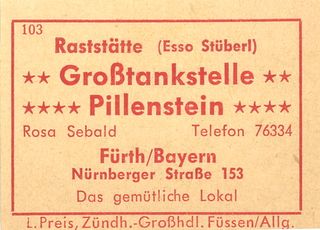 103
Raststätte (Esso Stüberl)
★★ Großtankstelle ★★
★★★★ Pillenstein ★★★★
Rosa Sebald Telefon 76334
Fürth/Bayern
Nürnberger Straße 153
Das gemütliche Lokal
L. Preis, Zündh.-Großhdl. Füssen/Allg.